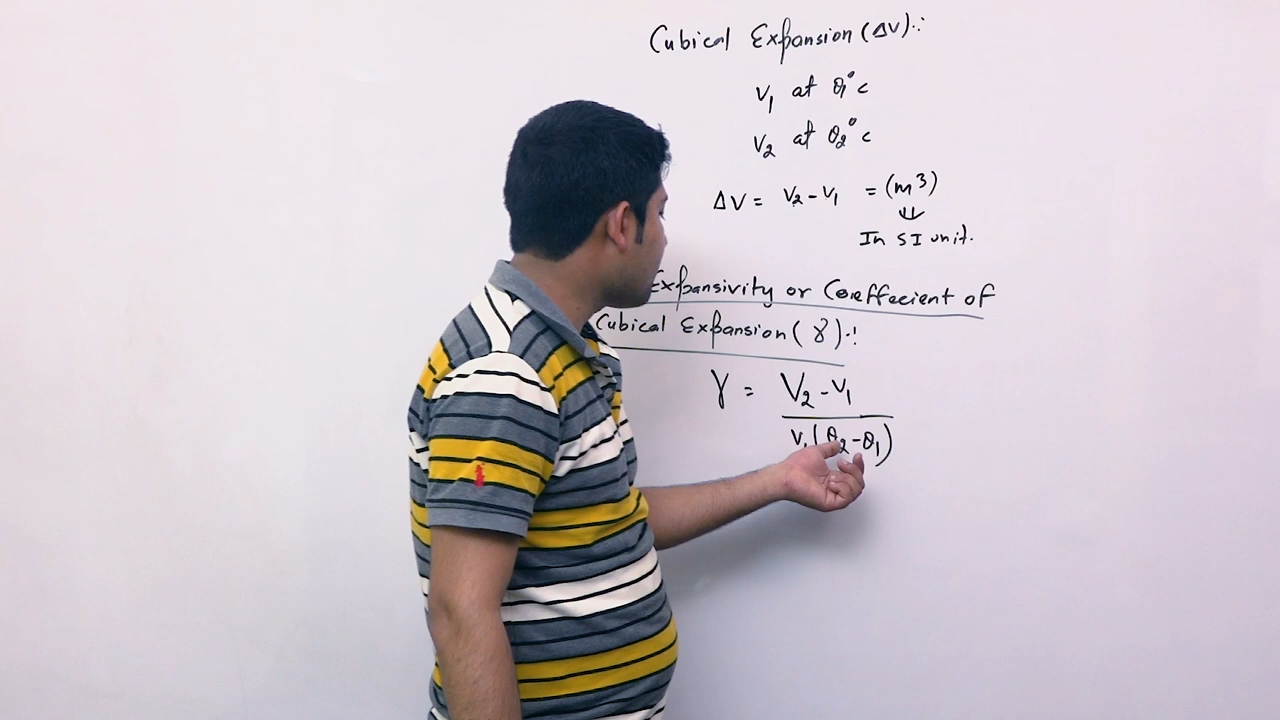 Cubical Expansion (ΔV):
V₁ at θ₁°c
V₂ at θ₂°c
ΔV = V₂-V₁ = (m³)
⇓
In SI unit.
Expansivity or Coeffecient of
Cubical Expansion (γ):
γ = V₂-V₁
V₁(θ₂-θ₁)